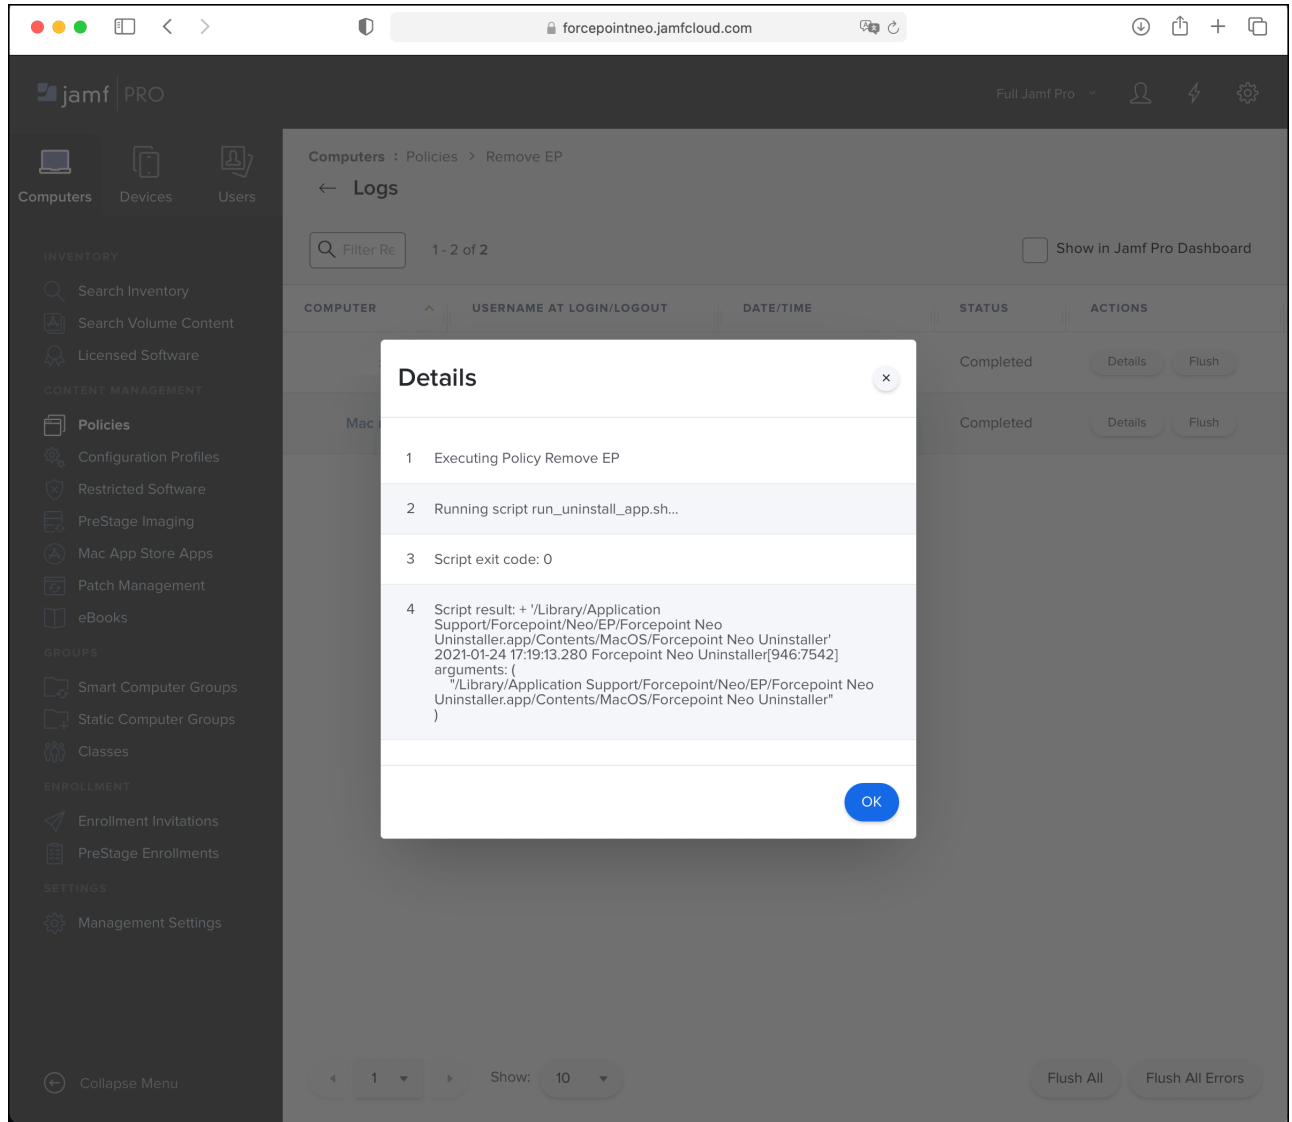 forcepointneo.jamfcloud.com
jamf PRO
Full Jamf Pro
Computers
Devices
Users
INVENTORY
Search Inventory
Search Volume Content
Licensed Software
CONTENT MANAGEMENT
Policies
Configuration Profiles
Restricted Software
PreStage Imaging
Mac App Store Apps
Patch Management
eBooks
GROUPS
Smart Computer Groups
Static Computer Groups
Classes
ENROLLMENT
Enrollment Invitations
PreStage Enrollments
SETTINGS
Management Settings
Collapse Menu
Computers : Policies > Remove EP
← Logs
Filter Re
1 - 2 of 2
Show in Jamf Pro Dashboard
COMPUTER USERNAME AT LOGIN/LOGOUT DATE/TIME STATUS ACTIONS
Completed Details Flush
Mac Completed Details Flush
Details
1 Executing Policy Remove EP
2 Running script run_uninstall_app.sh...
3 Script exit code: 0
4 Script result: + '/Library/Application
Support/Forcepoint/Neo/EP/Forcepoint Neo
Uninstaller.app/Contents/MacOS/Forcepoint Neo Uninstaller'
2021-01-24 17:19:13.280 Forcepoint Neo Uninstaller[946:7542]
arguments: (
"/Library/Application Support/Forcepoint/Neo/EP/Forcepoint Neo
Uninstaller.app/Contents/MacOS/Forcepoint Neo Uninstaller"
)
OK
1
Show: 10
Flush All
Flush All Errors